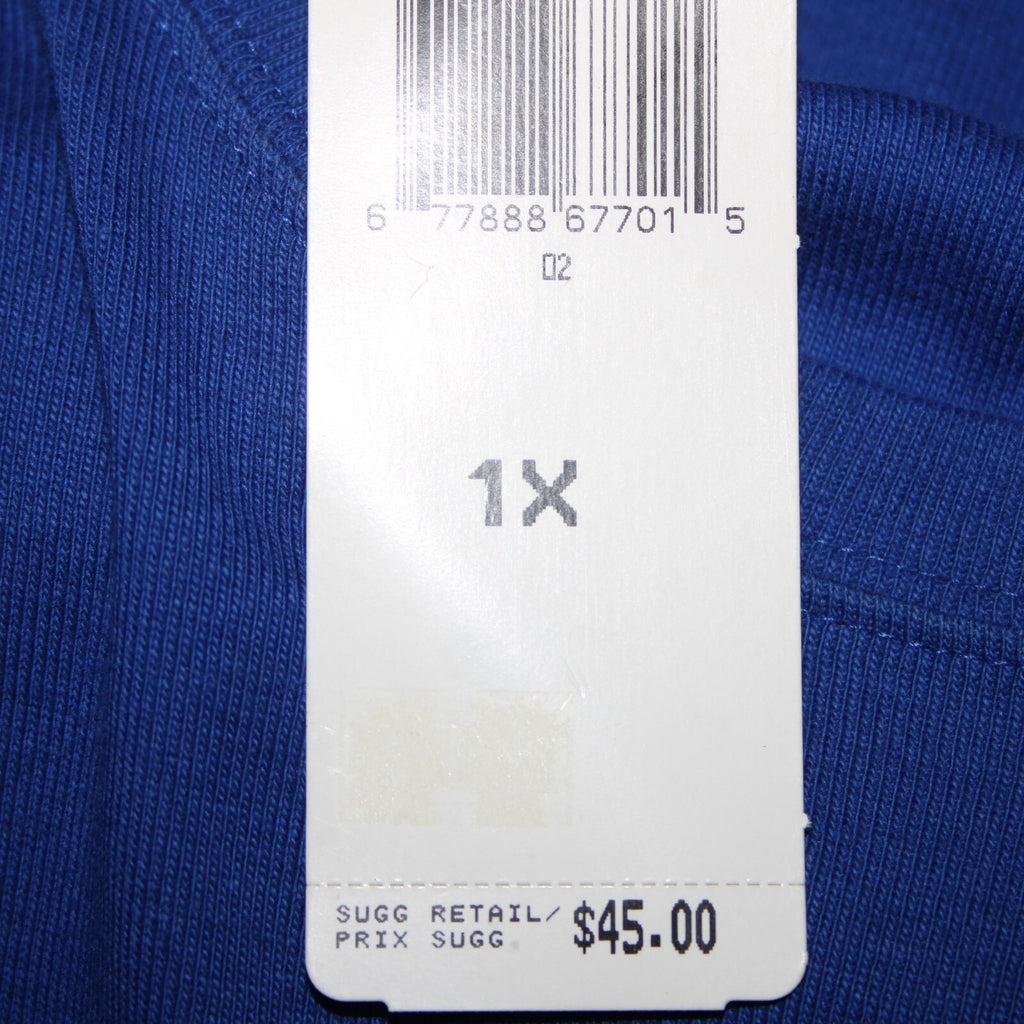 6 77888 67701 5
02
1X
SUGG RETAIL/ $45.00
PRIX SUGG